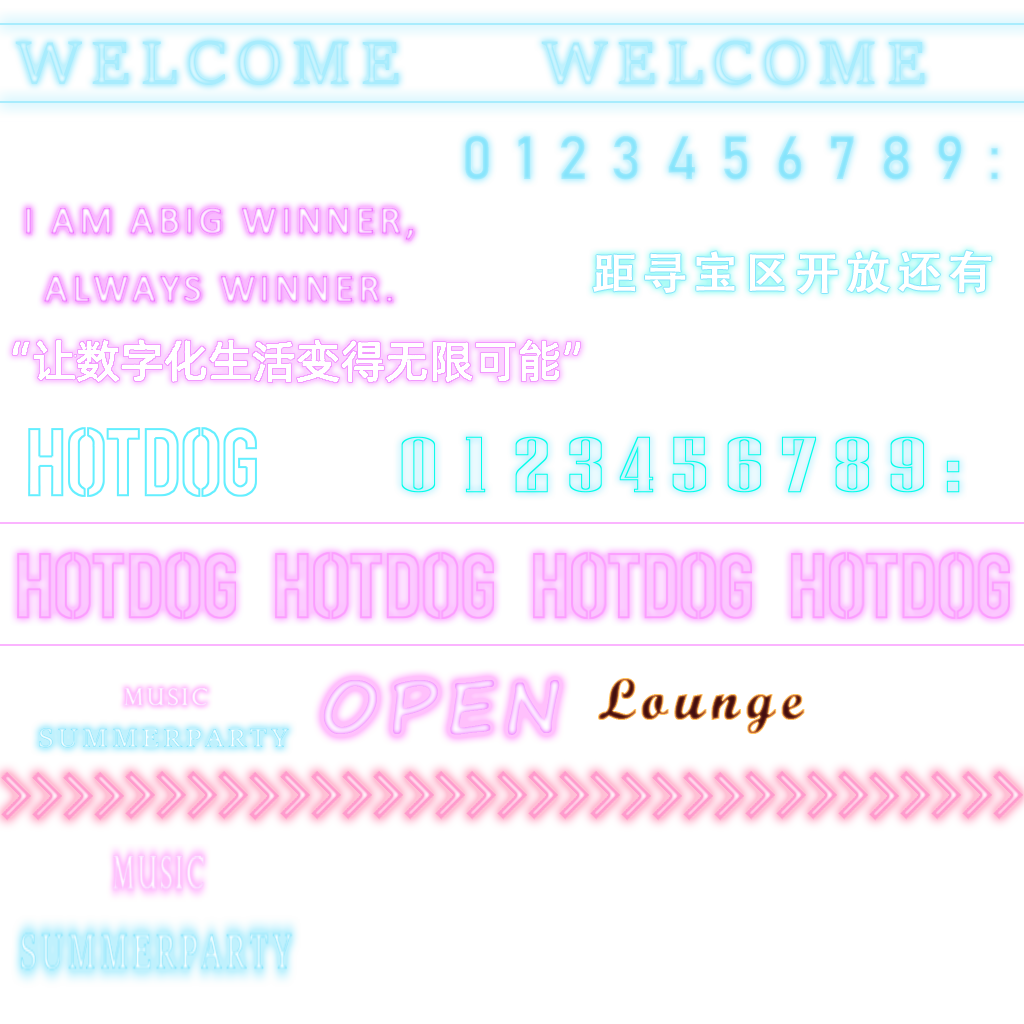 WELCOME WELCOME
0 1 2 3 4 5 6 7 8 9 :
I AM ABIG WINNER,
距寻宝区开放还有
ALWAYS WINNER.
“让数字化生活变得无限可能”
HOTDOG 0 1 2 3 4 5 6 7 8 9 :
HOTDOG HOTDOG HOTDOG HOTDOG
MUSIC
SUMMERPARTY
OPEN
Lounge
MUSIC
SUMMERPARTY